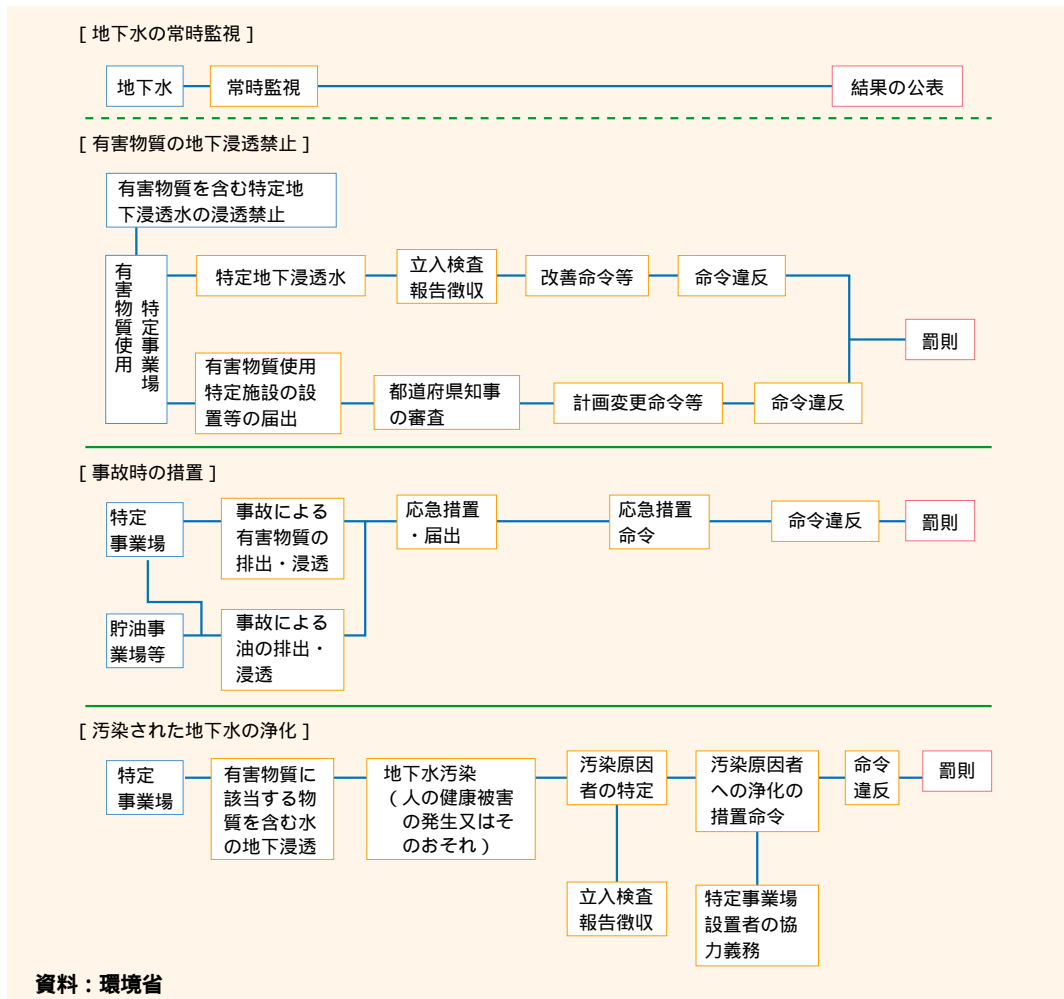 [ 地下水の常時監視 ]
地下水
常時監視
結果の公表
[ 有害物質の地下浸透禁止 ]
有害物質を含む特定地
下浸透水の浸透禁止
有害物質使用
特定事業場
特定地下浸透水
立入検査
報告徴収
改善命令等
命令違反
有害物質使用
特定施設の設
置等の届出
都道府県知事
の審査
計画変更命令等
命令違反
罰則
[ 事故時の措置 ]
特定
事業場
事故による
有害物質の
排出・浸透
貯油事
業場等
事故による
油の排出・
浸透
応急措置
・届出
応急措置
命令
命令違反
罰則
[ 汚染された地下水の浄化 ]
特定
事業場
有害物質に
該当する物
質を含む水
の地下浸透
地下水汚染
(人の健康被害
の発生又はそ
のおそれ)
汚染原因
者の特定
立入検査
報告徴収
汚染原因者
への浄化の
措置命令
特定事業場
設置者の協
力義務
命令
違反
罰則
資料：環境省